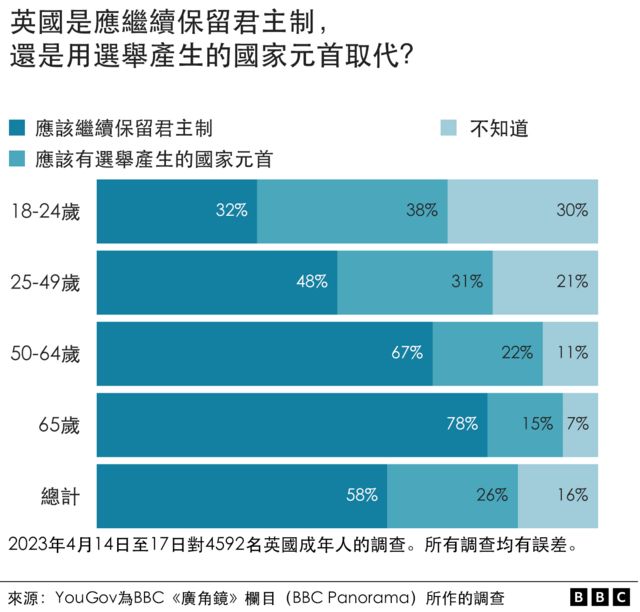 英國是應繼續保留君主制，
還是用選舉產生的國家元首取代？
應該繼續保留君主制
不知道
應該有選舉產生的國家元首
18-24歲 32% 38% 30%
25-49歲 48% 31% 21%
50-64歲 67% 22% 11%
65歲 78% 15% 7%
總計 58% 26% 16%
2023年4月14日至17日對4592名英國成年人的調查。所有調查均有誤差。
來源：YouGov為BBC《廣角鏡》欄目（BBC Panorama）所作的調查
BBC